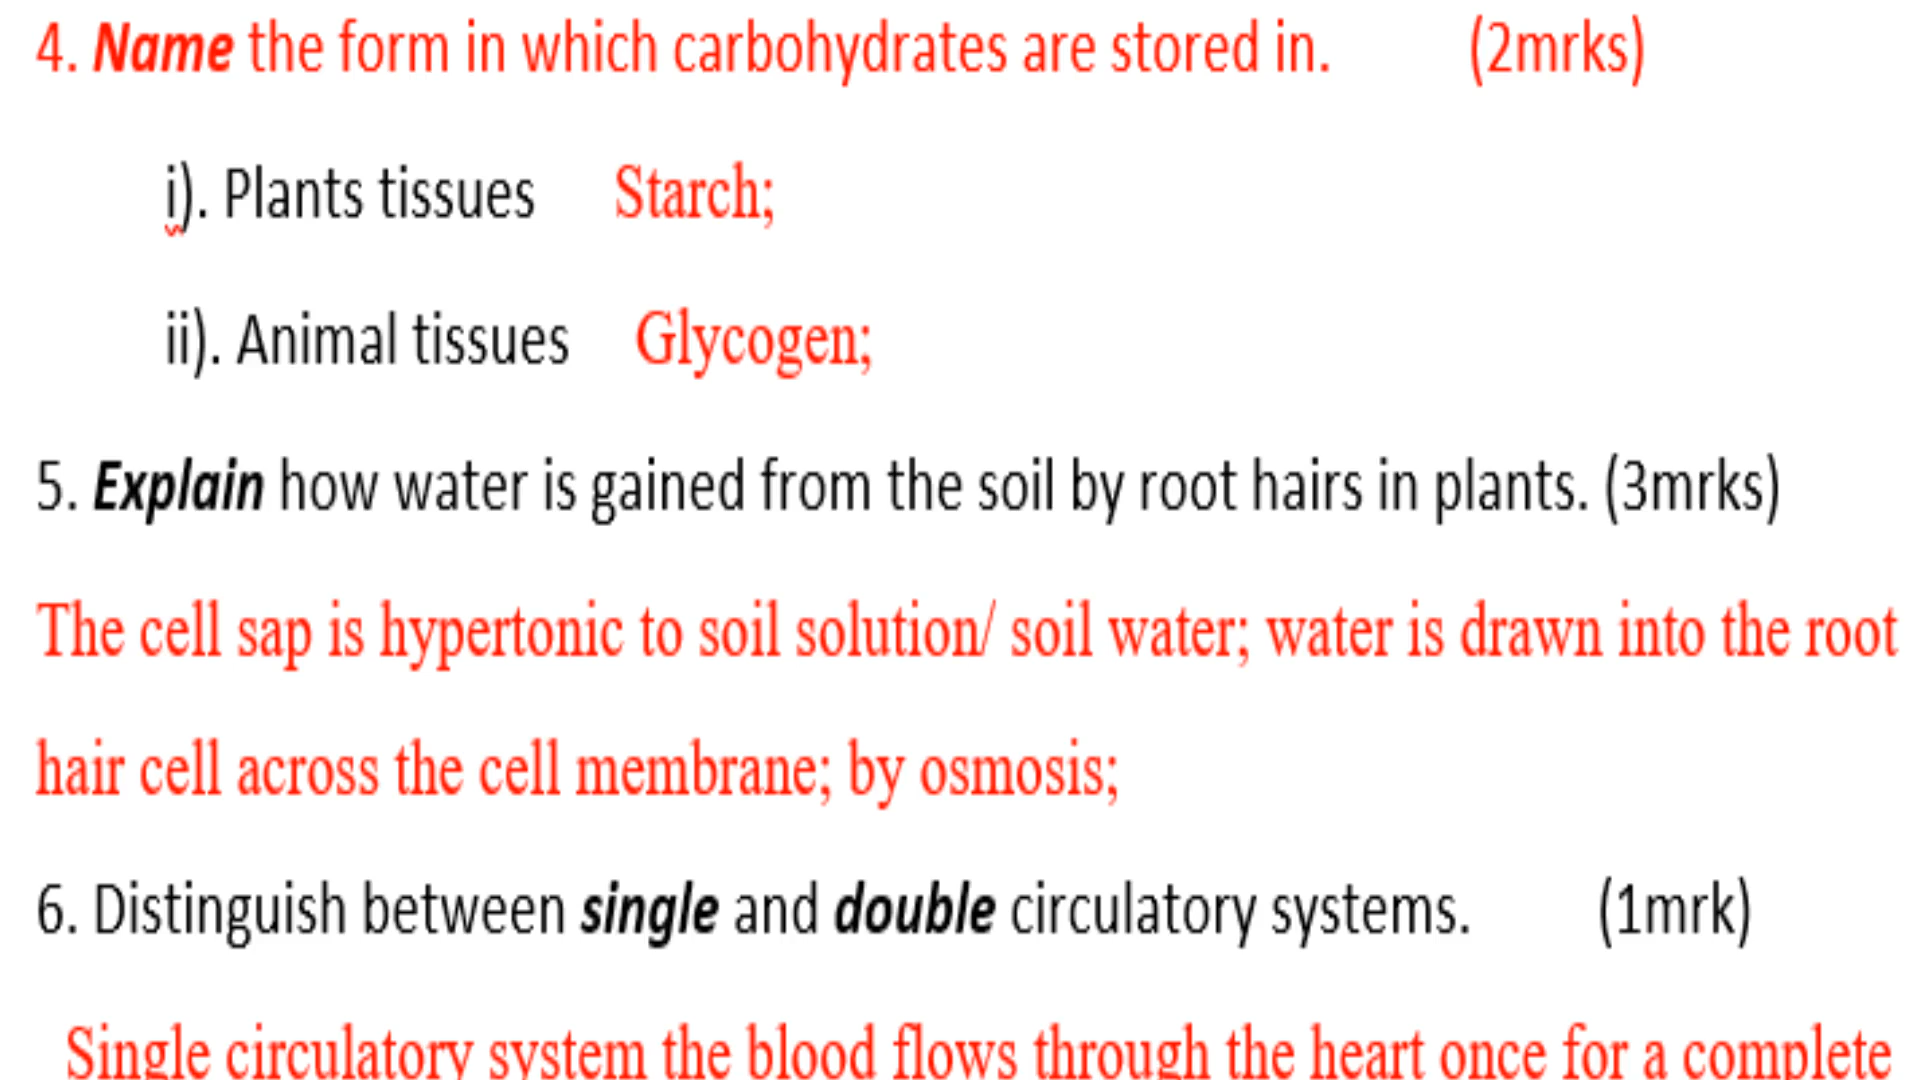 4. Name the form in which carbohydrates are stored in. (2mrks)
i). Plants tissues Starch;
ii). Animal tissues Glycogen;
5. Explain how water is gained from the soil by root hairs in plants. (3mrks)
The cell sap is hypertonic to soil solution/ soil water; water is drawn into the root
hair cell across the cell membrane; by osmosis;
6. Distinguish between single and double circulatory systems. (1mrk)
Single circulatory system the blood flows through the heart once for a complete